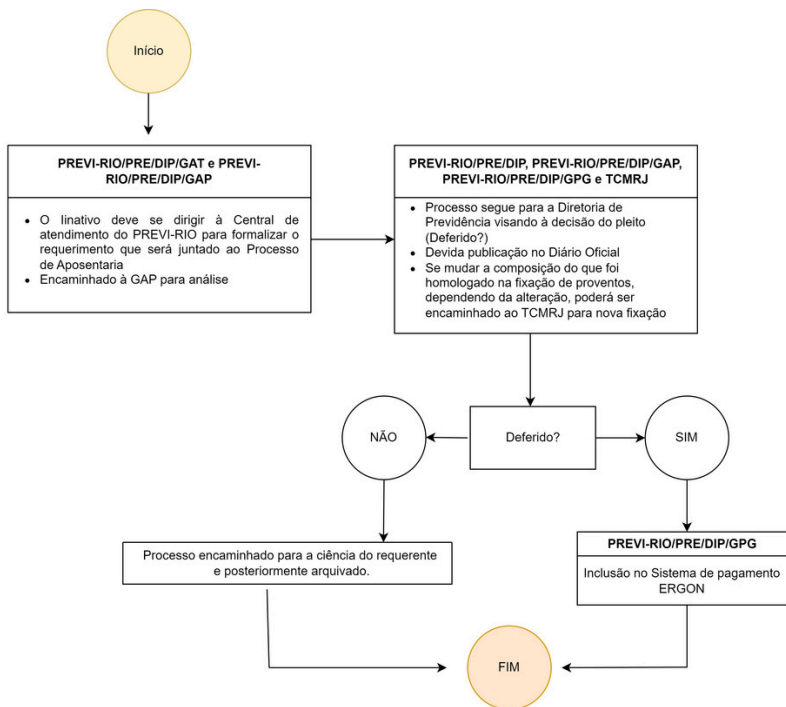 Início
PREVI-RIO/PRE/DIP/GAT e PREVI-
RIO/PRE/DIP/GAP
• O Iinativo deve se dirigir à Central de
atendimento do PREVI-RIO para formalizar o
requerimento que será juntado ao Processo
de Aposentaria
• Encaminhado à GAP para análise
PREVI-RIO/PRE/DIP, PREVI-RIO/PRE/DIP/GAP,
PREVI-RIO/PRE/DIP/GPG e TCMRJ
• Processo segue para a Diretoria de
Previdência visando à decisão do pleito
(Deferido?)
• Devida publicação no Diário Oficial
• Se mudar a composição do que foi
homologado na fixação de proventos,
dependendo da alteração, poderá ser
encaminhado ao TCMRJ para nova fixação
NÃO
Deferido?
SIM
Processo encaminhado para a ciência do requerente
e posteriormente arquivado.
PREVI-RIO/PRE/DIP/GPG
Inclusão no Sistema de pagamento
ERGON
FIM